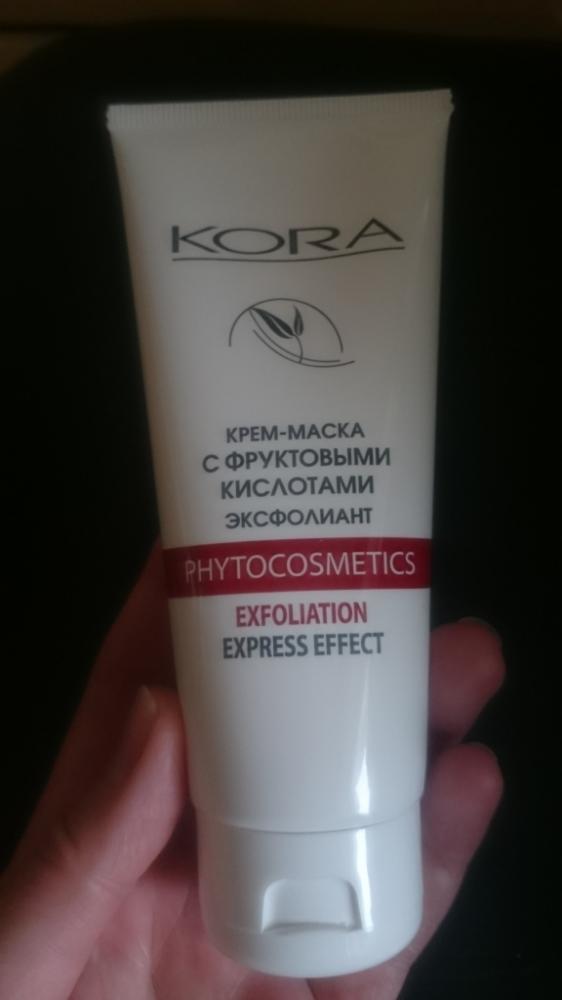 KORA
КРЕМ-МАСКА
С ФРУКТОВЫМИ
КИСЛОТАМИ
ЭКСФОЛИАНТ
PHYTOCOSMETICS
EXFOLIATION
EXPRESS EFFECT